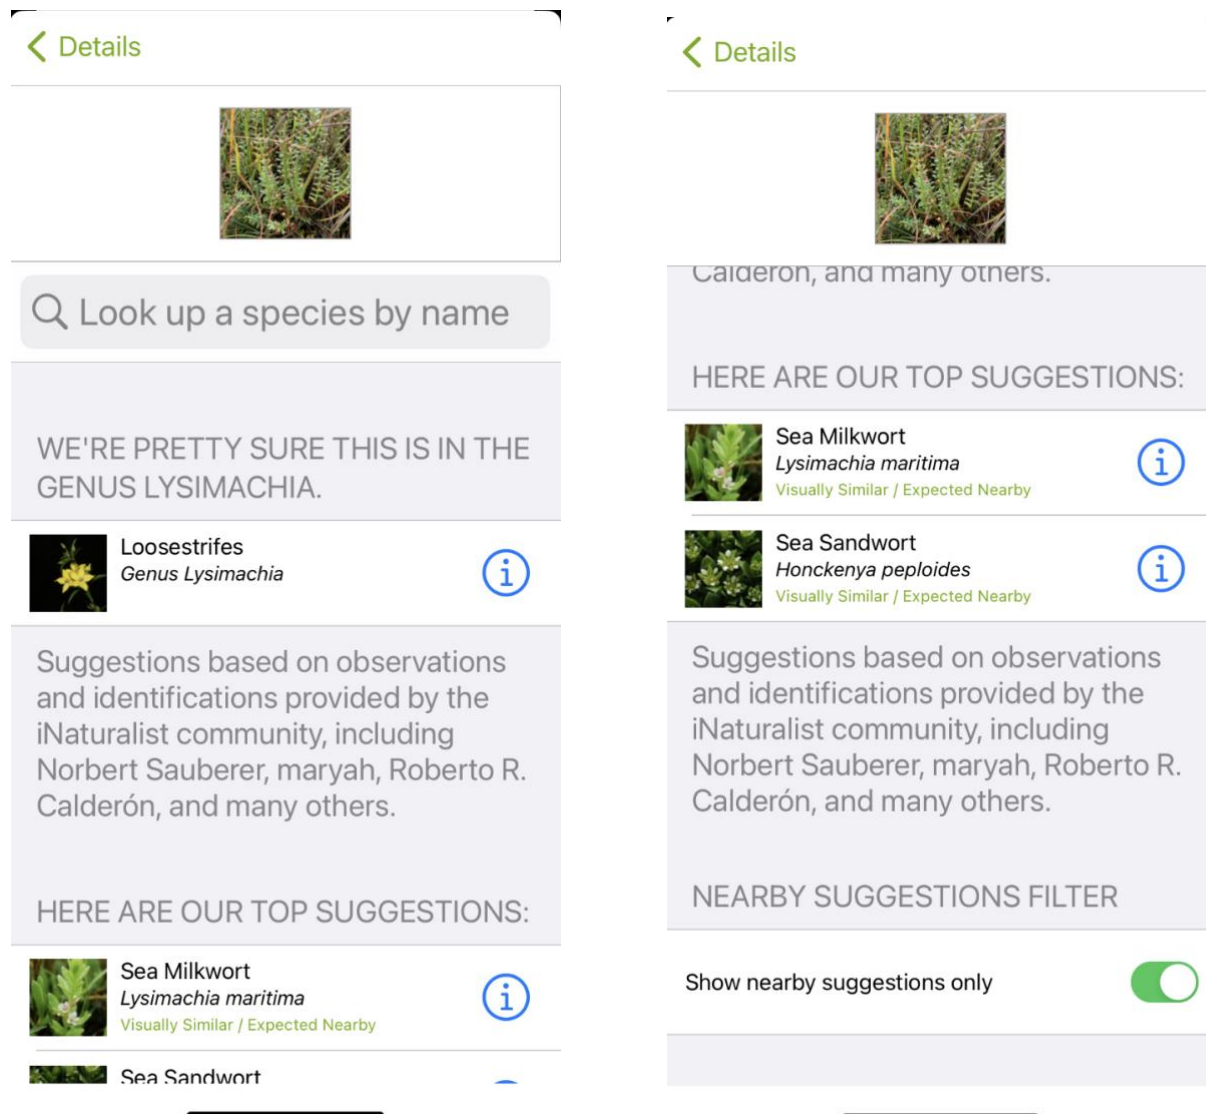 Details
Look up a species by name
WE'RE PRETTY SURE THIS IS IN THE
GENUS LYSIMACHIA.
Loosestrifes
Genus Lysimachia
Suggestions based on observations
and identifications provided by the
iNaturalist community, including
Norbert Sauberer, maryah, Roberto R.
Calderón, and many others.
HERE ARE OUR TOP SUGGESTIONS:
Sea Milkwort
Lysimachia maritima
Visually Similar / Expected Nearby
Sea Sandwort
Details
Calderón, and many others.
HERE ARE OUR TOP SUGGESTIONS:
Sea Milkwort
Lysimachia maritima
Visually Similar / Expected Nearby
Sea Sandwort
Honckenya peploides
Visually Similar / Expected Nearby
Suggestions based on observations
and identifications provided by the
iNaturalist community, including
Norbert Sauberer, maryah, Roberto R.
Calderón, and many others.
NEARBY SUGGESTIONS FILTER
Show nearby suggestions only